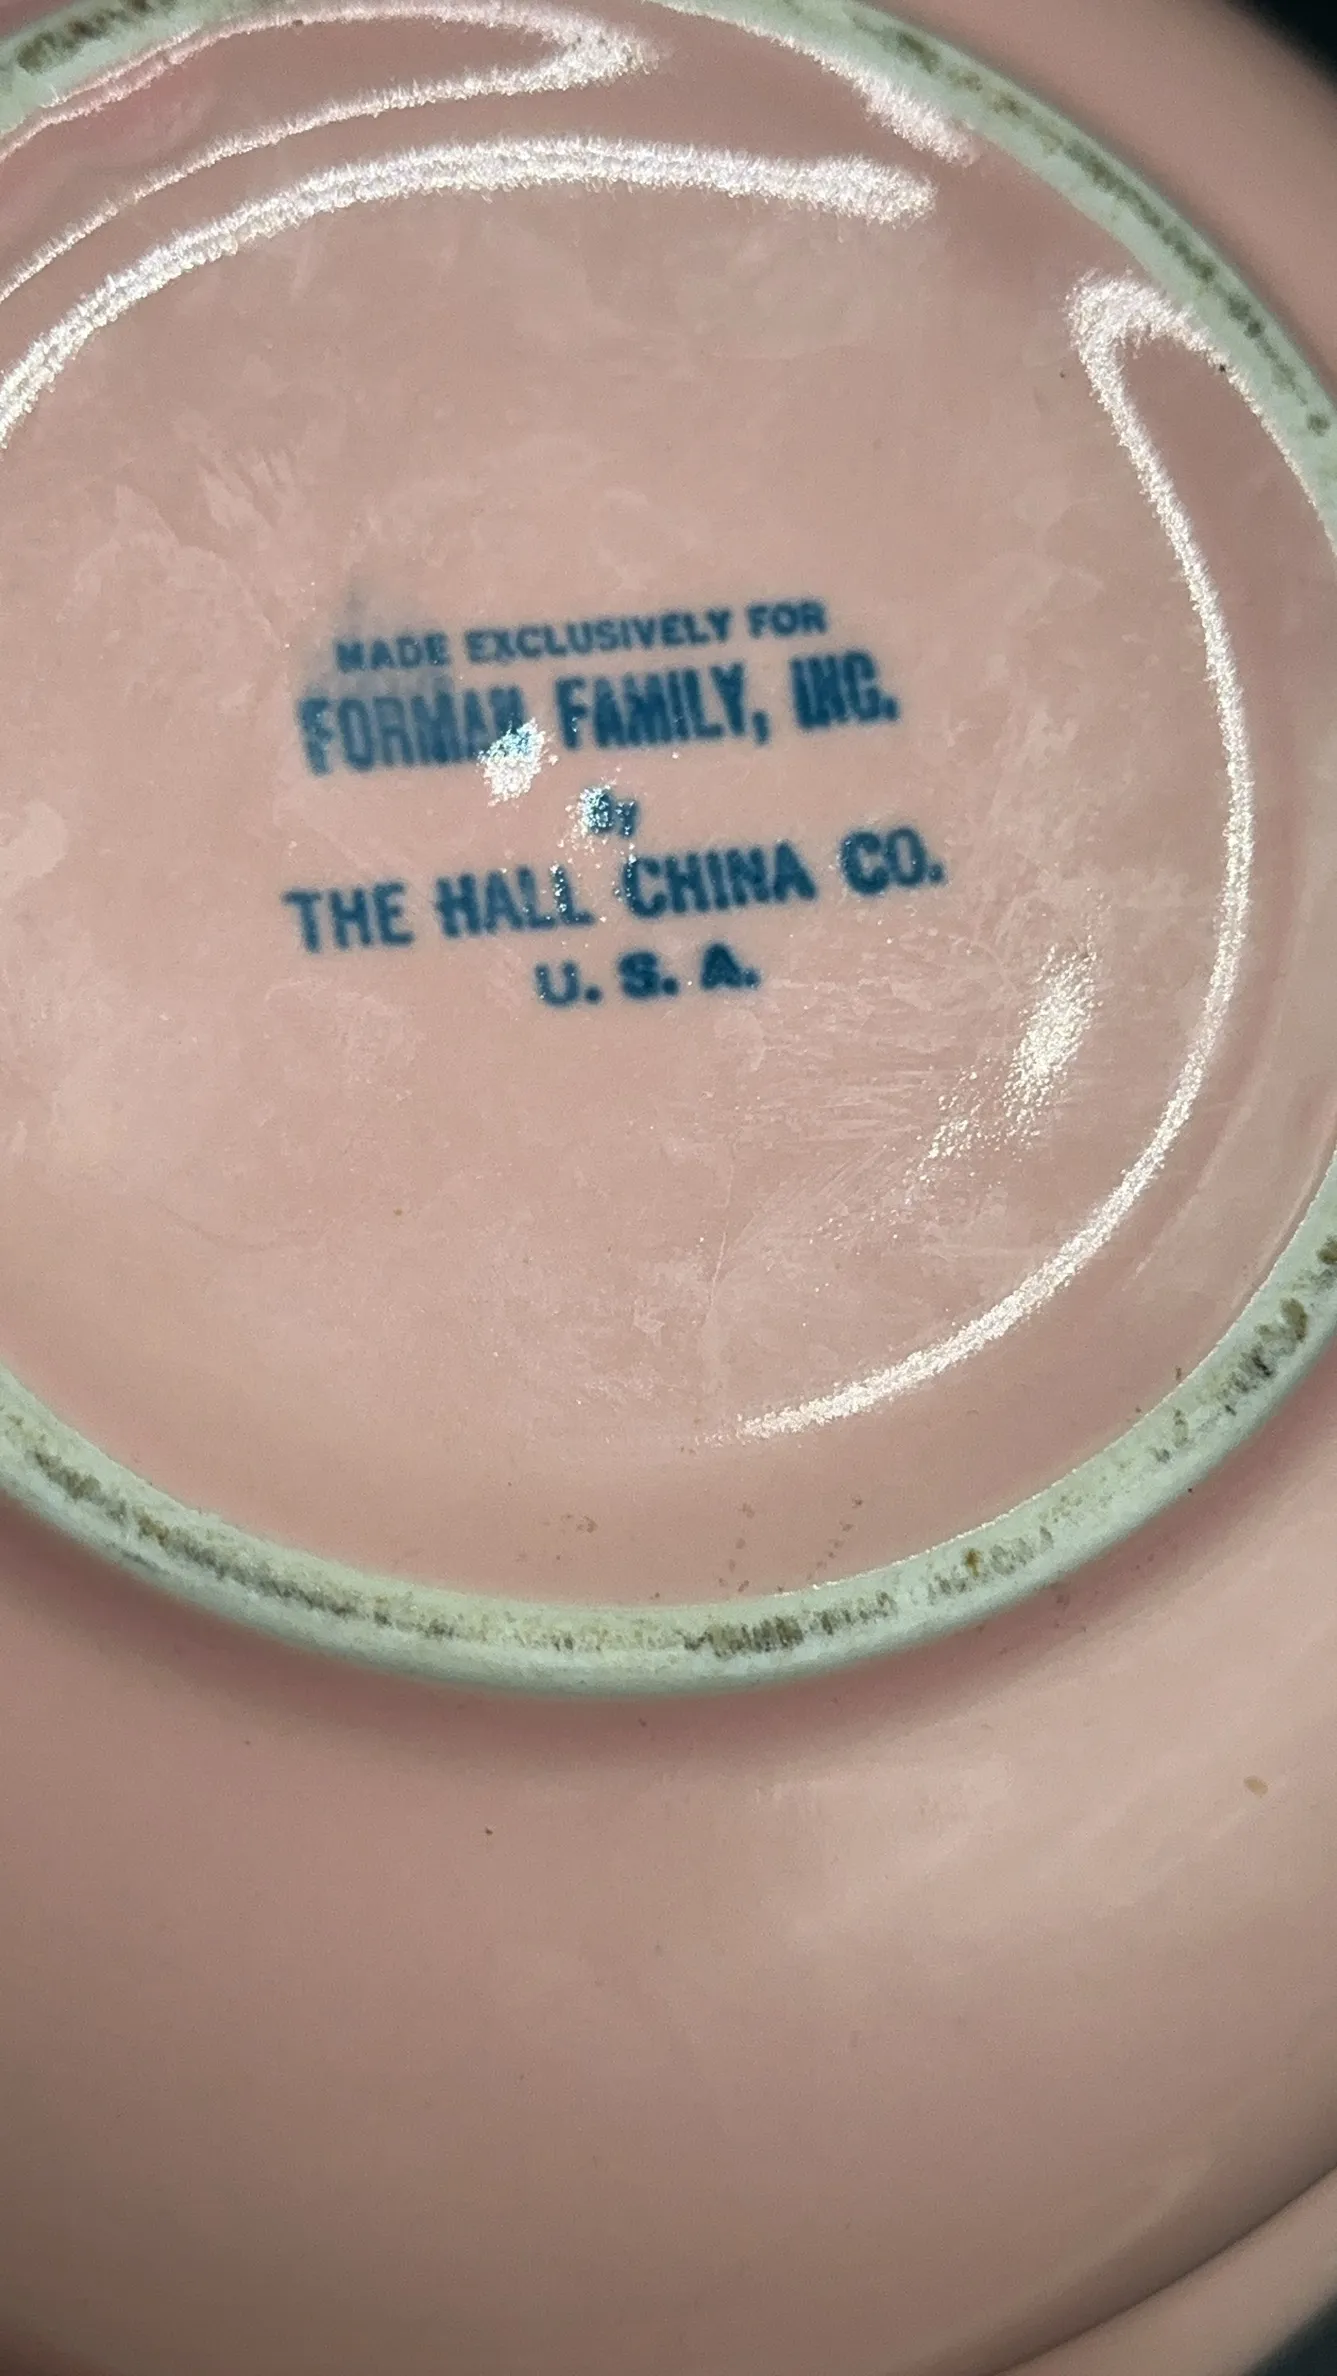 MADE EXCLUSIVELY FOR
FORMAN FAMILY, INC.
By
THE HALL CHINA CO.
U. S. A.